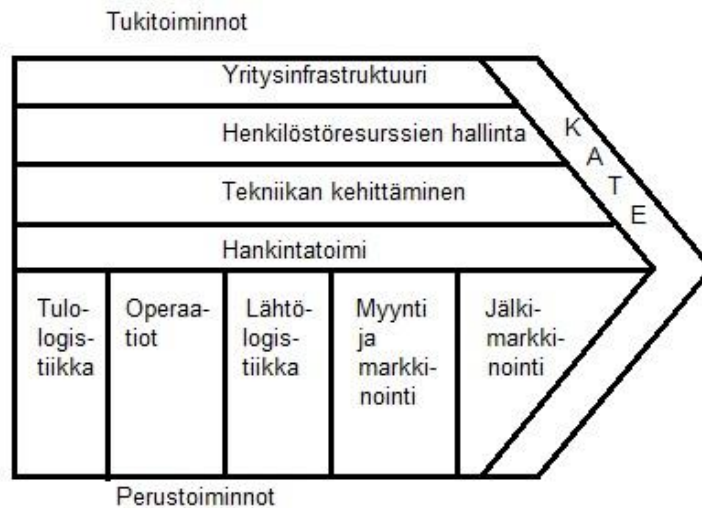 Tukitoiminnot
Yritysinfrastruktuuri
Henkilöstöresurssien hallinta
Tekniikan kehittäminen
Hankintatoimi
KATE
Tulo-
logis-
tiikka
Operaa-
tiot
Lähtö-
logis-
tiikka
Myynti
ja
markki-
nointi
Jälki-
markki-
nointi
Perustoiminnot